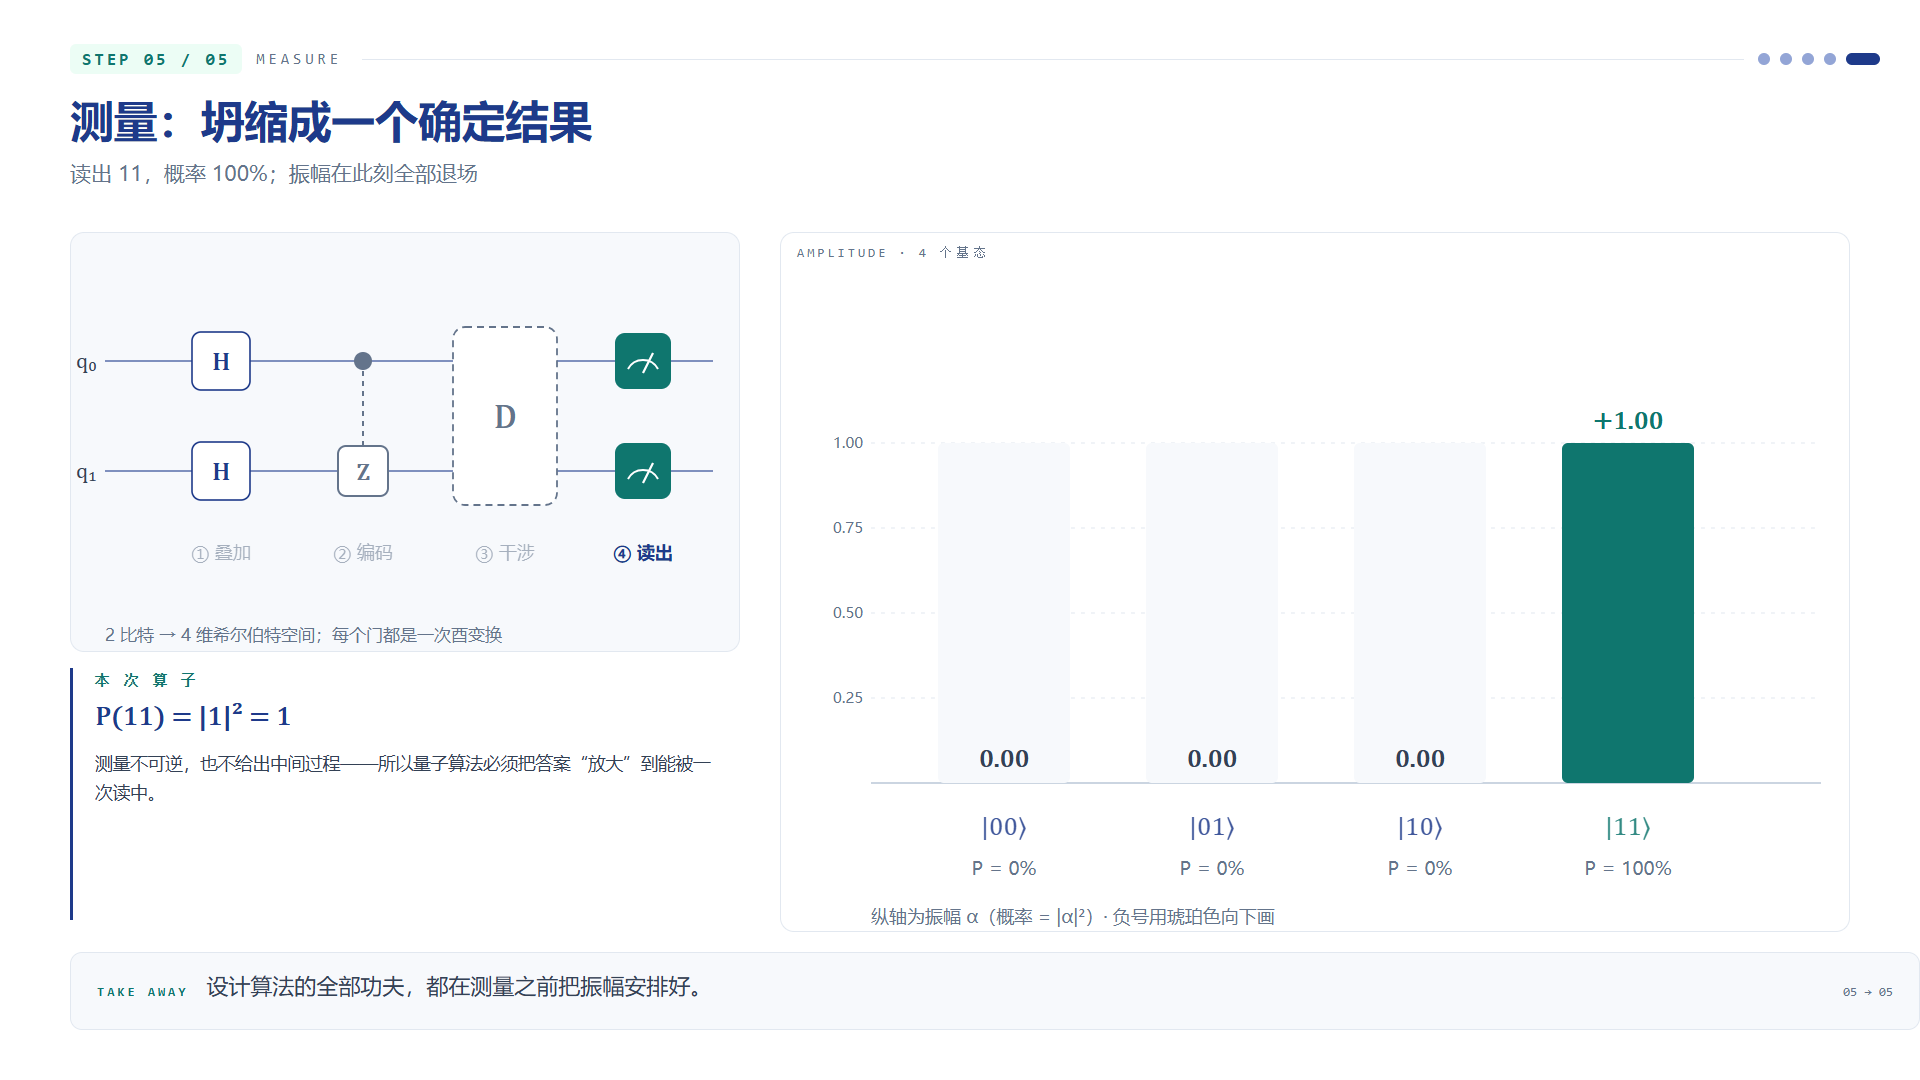 STEP 05 / 05
MEASURE
测量：坍缩成一个确定结果
读出 11，概率 100%；振幅在此刻全部退场
q₀
H
D
q₁
H
Z
① 叠加
② 编码
③ 干涉
④ 读出
2 比特 → 4 维希尔伯特空间；每个门都是一次酉变换
本次算子
P(11) = |1|² = 1
测量不可逆，也不给出中间过程——所以量子算法必须把答案“放大”到能被一
次读中。
AMPLITUDE · 4 个基态
+1.00
1.00
0.75
0.50
0.25
0.00
0.00
0.00
|00⟩
|01⟩
|10⟩
|11⟩
P = 0%
P = 0%
P = 0%
P = 100%
纵轴为振幅 α（概率 = |α|²）· 负号用琥珀色向下画
TAKE AWAY
设计算法的全部功夫，都在测量之前把振幅安排好。
05 → 05